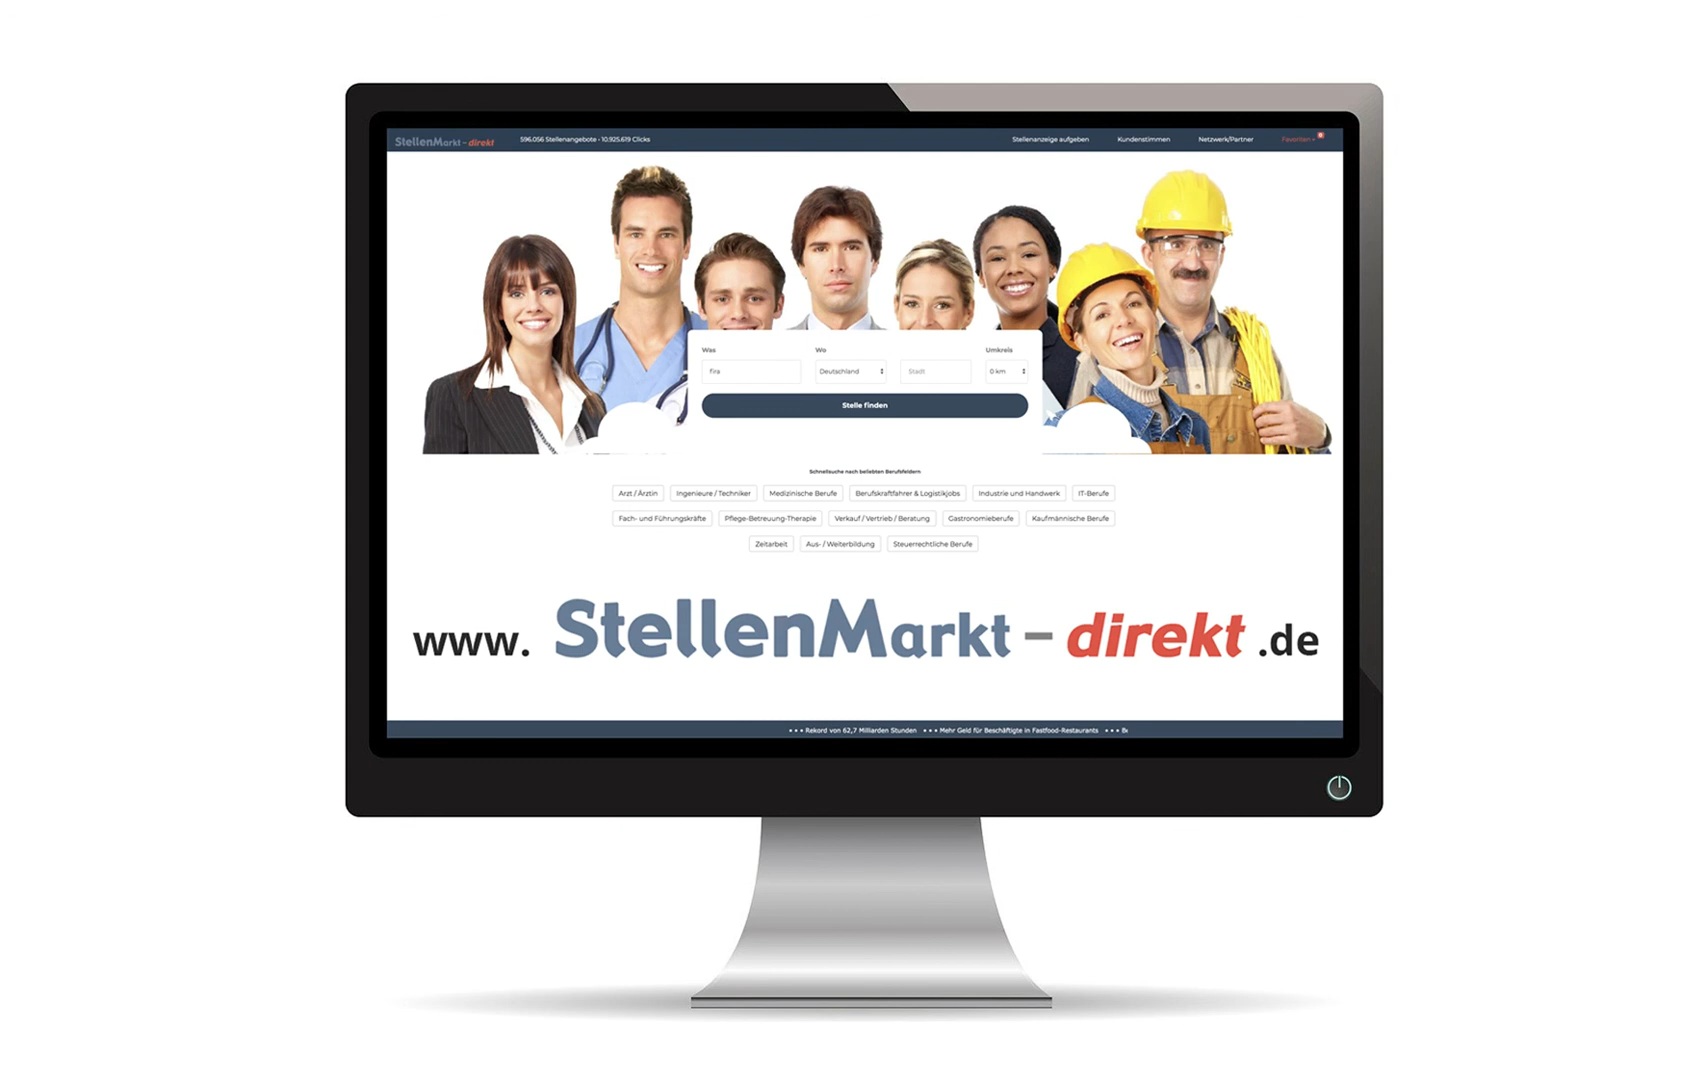 StellenMarkt - direkt 596.056 Stellenangebote • 10.925.619 Clicks Stellenanzeige aufgeben Kundenstimmen Netzwerk/Partner Favoriten 0
Was Wo Umkreis
fira Deutschland Stadt 0 km
Stelle finden
Schnellsuche nach beliebten Berufsfeldern
Arzt / Ärztin Ingenieure / Techniker Medizinische Berufe Berufskraftfahrer & Logistikjobs Industrie und Handwerk IT-Berufe
Fach- und Führungskräfte Pflege-Betreuung-Therapie Verkauf / Vertrieb / Beratung Gastronomieberufe Kaufmännische Berufe
Zeitarbeit Aus- / Weiterbildung Steuerrechtliche Berufe
www. StellenMarkt - direkt .de
• • • Rekord von 62,7 Milliarden Stunden • • • Mehr Geld für Beschäftigte in Fastfood-Restaurants • • •